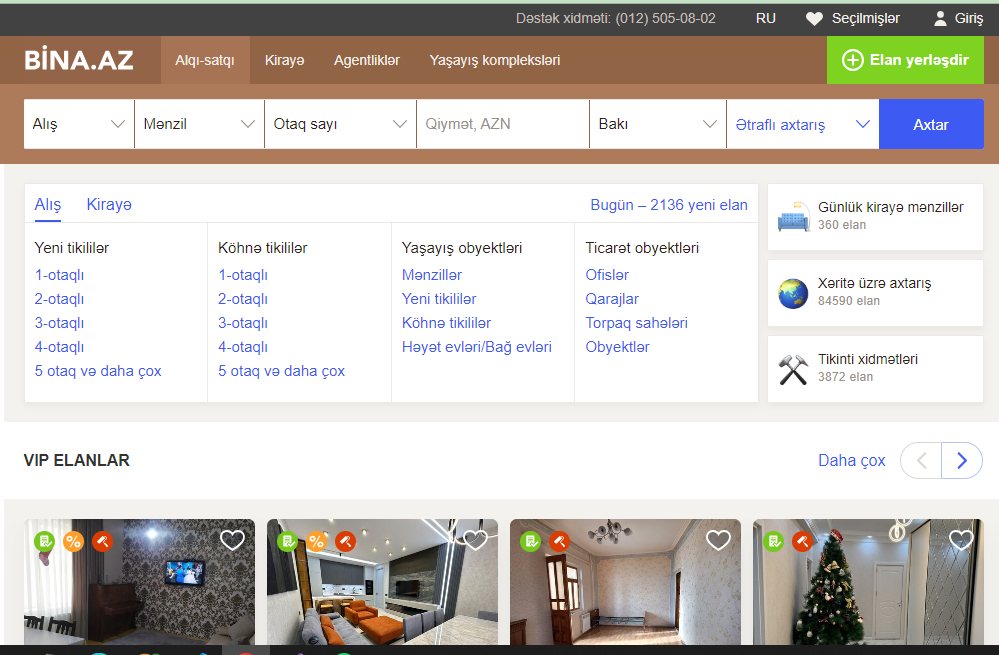 Dəstək xidməti: (012) 505-08-02 RU Seçilmişlər Giriş
BİNA.AZ Alqı-satqı Kirayə Agentliklər Yaşayış kompleksləri Elan yerləşdir
Alış Mənzil Otaq sayı Qiymət, AZN Bakı Ətraflı axtarış Axtar
Alış Kirayə Bugün – 2136 yeni elan
Yeni tikililər
1-otaqlı
2-otaqlı
3-otaqlı
4-otaqlı
5 otaq və daha çox
Köhnə tikililər
1-otaqlı
2-otaqlı
3-otaqlı
4-otaqlı
5 otaq və daha çox
Yaşayış obyektləri
Mənzillər
Yeni tikililər
Köhnə tikililər
Həyət evləri/Bağ evləri
Ticarət obyektləri
Ofislər
Qarajlar
Torpaq sahələri
Obyektlər
Günlük kirayə mənzillər
360 elan
Xəritə üzrə axtarış
84590 elan
Tikinti xidmətləri
3872 elan
VIP ELANLAR Daha çox